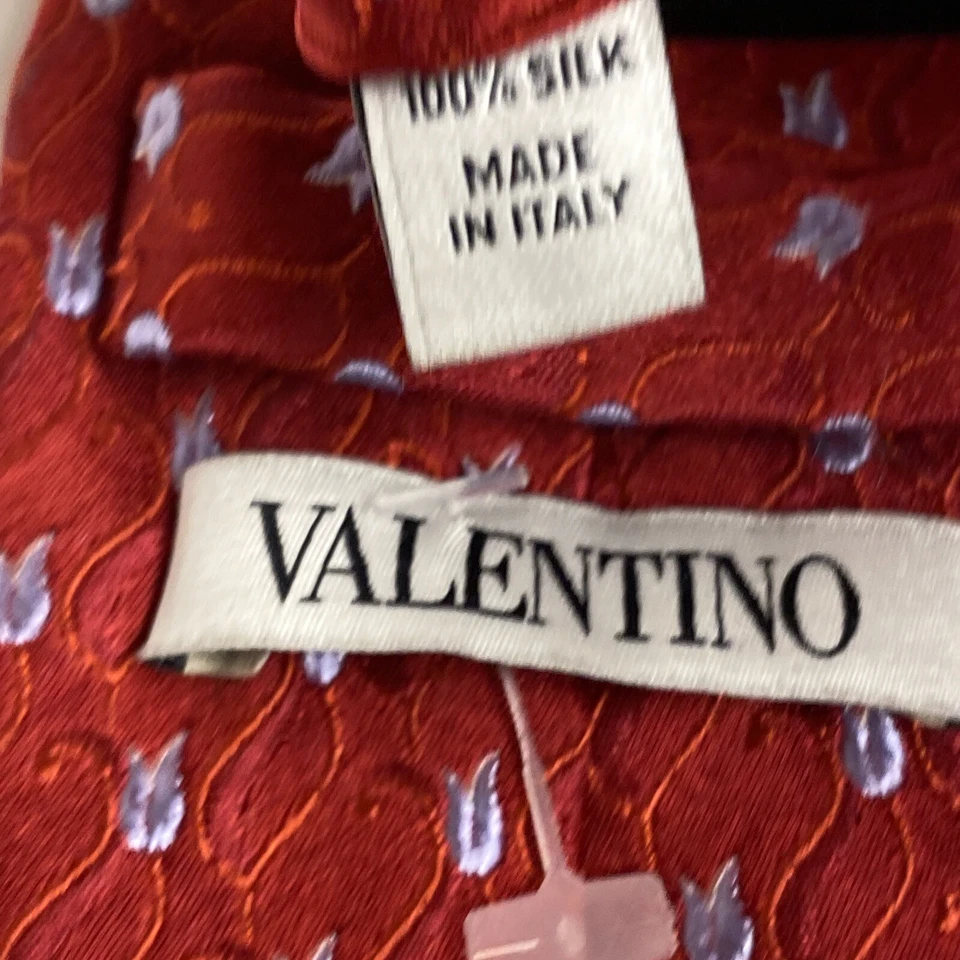 100% SILK
MADE
IN ITALY
VALENTINO